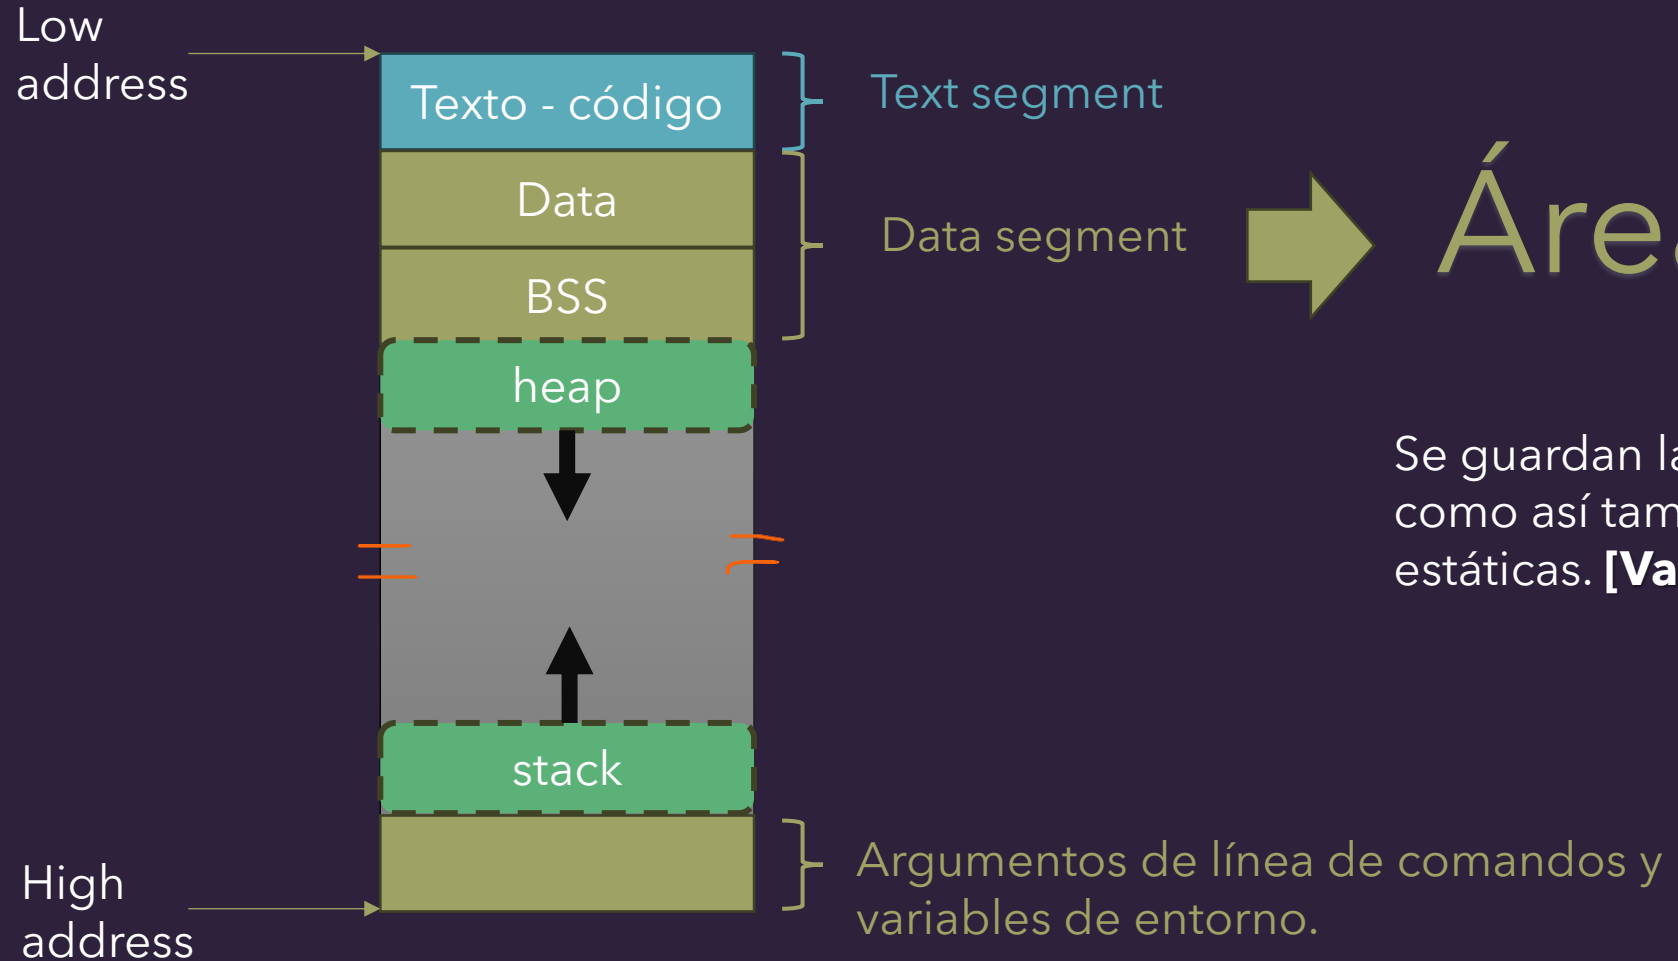 Low
address
Texto - código
Text segment
Data
Data segment
BSS
heap
Se guardan
como así
estáticas.
stack
Argumentos de línea de comandos y
variables de entorno.
High
address